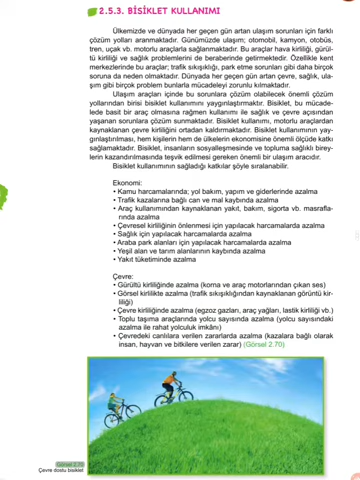 2.5.3. BİSİKLET KULLANIMI
Ülkemizde ve dünyada her geçen gün artan ulaşım sorunları için farklı
çözüm yolları aranmaktadır. Günümüzde ulaşım; otomobil, kamyon, otobüs,
tren, uçak vb. motorlu araçlarla sağlanmaktadır. Bu araçlar hava kirliliği, gürül-
tü kirliliği ve sağlık problemlerini de beraberinde getirmektedir. Özellikle kent
merkezlerinde bu araçlar; trafik sıkışıklığı, park etme sorunları gibi daha birçok
soruna da neden olmaktadır. Dünyada her geçen gün artan çevre, sağlık, ula-
şım gibi birçok problem bunlarla mücadeleyi zorunlu kılmaktadır.
Ulaşım araçları içinde bu sorunlara çözüm olabilecek önemli çözüm
yollarından birisi bisiklet kullanımını yaygınlaştırmaktır. Bisiklet, bu mücade-
lede basit bir araç olmasına rağmen kullanımı ile sağlık ve çevre açısından
yaşanan sorunlara çözüm sunmaktadır. Bisiklet kullanımı, motorlu araçlardan
kaynaklanan çevre kirliliğini ortadan kaldırmaktadır. Bisiklet kullanımının yay-
gınlaştırılması, hem kişilerin hem de ülkelerin ekonomisine önemli ölçüde katkı
sağlamaktadır. Bisiklet, insanların sosyalleşmesinde ve topluma sağlıklı birey-
lerin kazandırılmasında teşvik edilmesi gereken önemli bir ulaşım aracıdır.
Bisiklet kullanımının sağladığı katkılar şöyle sıralanabilir.
Ekonomi:
• Kamu harcamalarında; yol bakım, yapım ve giderlerinde azalma
• Trafik kazalarına bağlı can ve mal kaybında azalma
• Araç kullanımından kaynaklanan yakıt, bakım, sigorta vb. masrafla-
rında azalma
• Çevresel kirliliğinin önlenmesi için yapılacak harcamalarda azalma
• Sağlık için yapılacak harcamalarda azalma
• Araba park alanları için yapılacak harcamalarda azalma
• Yeşil alan ve tarım alanlarının kaybında azalma
• Yakıt tüketiminde azalma
Çevre:
• Gürültü kirliliğinde azalma (korna ve araç motorlarından çıkan ses)
• Görsel kirlilikte azalma (trafik sıkışıklığından kaynaklanan görüntü kir-
liliği)
• Çevre kirliliğinde azalma (egzoz gazları, araç yağları, lastik kirliliği vb.)
• Toplu taşıma araçlarında yolcu sayısında azalma (yolcu sayısındaki
azalma ile rahat yolculuk imkânı)
• Çevredeki canlılara verilen zararlarda azalma (kazalara bağlı olarak
insan, hayvan ve bitkilere verilen zarar) (Görsel 2.70)
Görsel 2.70
Çevre dostu bisiklet